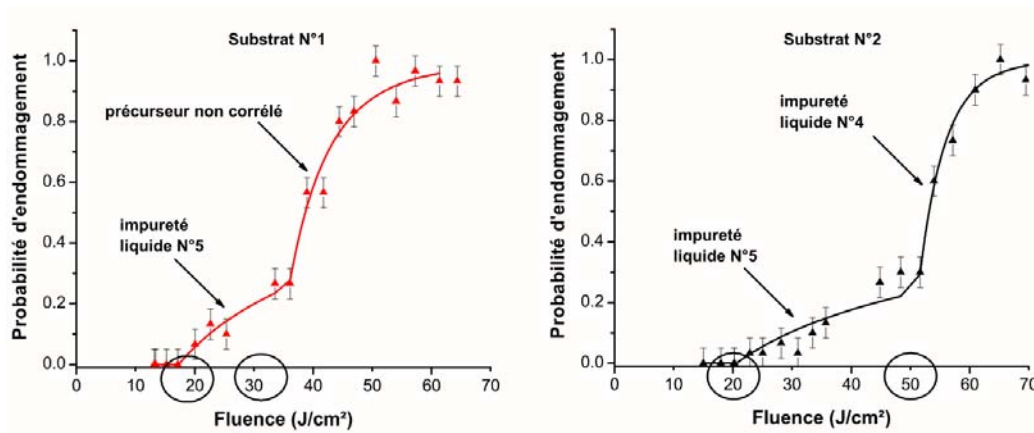 Substrat N°1
précurseur non corrélé
impureté
liquide N°5
Probabilité d'endommagement
1.0
0.8
0.6
0.4
0.2
0.0
0 10 20 30 40 50 60 70
Fluence (J/cm²)
Substrat N°2
impureté
liquide N°4
impureté
liquide N°5
Probabilité d'endommagement
1.0
0.8
0.6
0.4
0.2
0.0
0 10 20 30 40 50 60 70
Fluence (J/cm²)